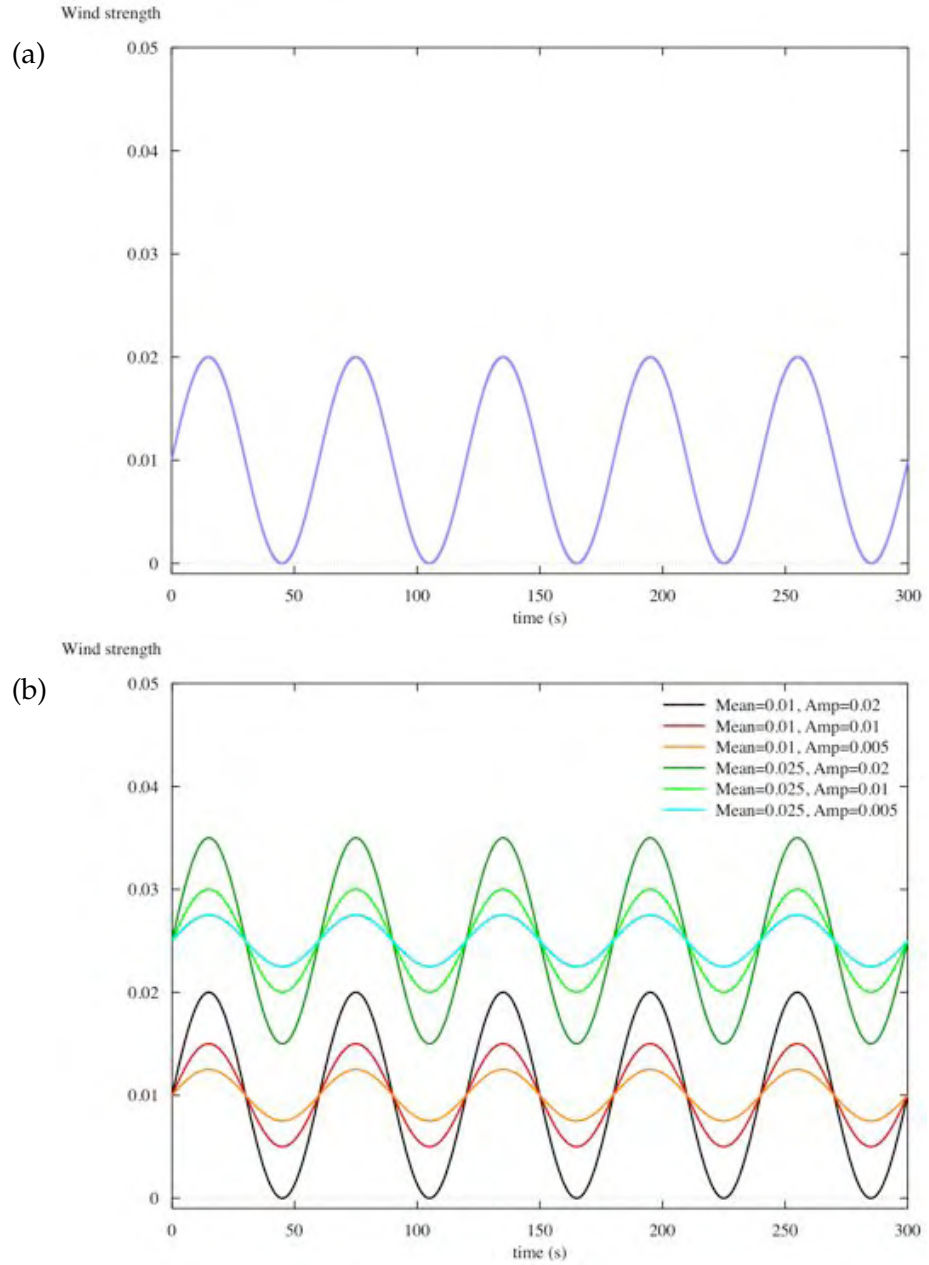 Wind strength
(a)
0.05
0.04
0.03
0.02
0.01
0
0 50 100 150 200 250 300
time (s)
Wind strength
(b)
0.05
Mean=0.01, Amp=0.02
Mean=0.01, Amp=0.01
Mean=0.01, Amp=0.005
Mean=0.025, Amp=0.02
Mean=0.025, Amp=0.01
Mean=0.025, Amp=0.005
0.04
0.03
0.02
0.01
0
0 50 100 150 200 250 300
time (s)